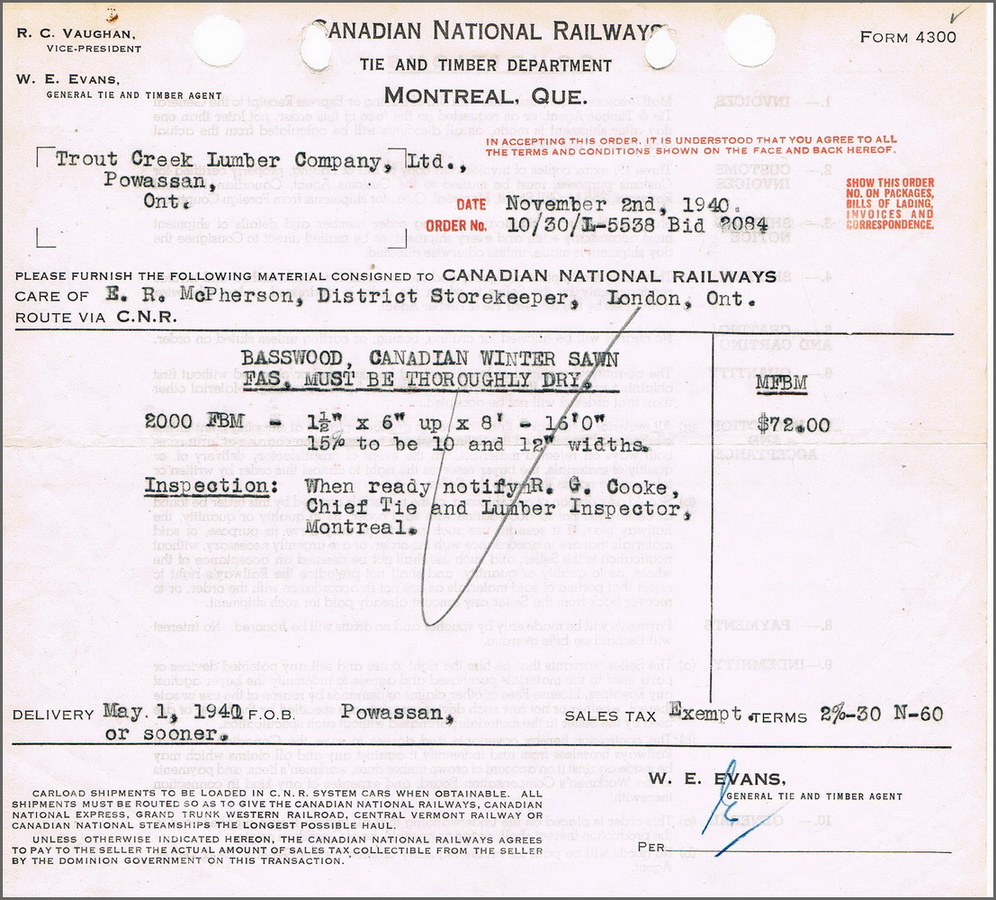 R. C. VAUGHAN,
VICE-PRESIDENT
W. E. EVANS,
GENERAL TIE AND TIMBER AGENT
CANADIAN NATIONAL RAILWAYS
TIE AND TIMBER DEPARTMENT
MONTREAL, QUE.
FORM 4300
IN ACCEPTING THIS ORDER, IT IS UNDERSTOOD THAT YOU AGREE TO ALL
THE TERMS AND CONDITIONS SHOWN ON THE FACE AND BACK HEREOF.
Trout Creek Lumber Company, Ltd.,
Powassan,
Ont.
DATE November 2nd, 1940.
ORDER No. 10/30/L-5538 Bid 2084
SHOW THIS ORDER
NO. ON PACKAGES,
BILLS OF LADING,
INVOICES AND
CORRESPONDENCE.
PLEASE FURNISH THE FOLLOWING MATERIAL CONSIGNED TO CANADIAN NATIONAL RAILWAYS
CARE OF E. R. McPherson, District Storekeeper, London, Ont.
ROUTE VIA C.N.R.
BASSWOOD, CANADIAN WINTER SAWN
FAS. MUST BE THOROUGHLY DRY.
MFBM
2000 FBM - 1½" x 6" up x 8' - 16'0" $72.00
15% to be 10 and 12" widths.
Inspection: When ready notify R. G. Cooke,
Chief Tie and Lumber Inspector,
Montreal.
DELIVERY May. 1, 1941 F.O.B. Powassan, SALES TAX Exempt. TERMS 2%-30 N-60
or sooner.
W. E. EVANS,
GENERAL TIE AND TIMBER AGENT
PER
CARLOAD SHIPMENTS TO BE LOADED IN C.N.R. SYSTEM CARS WHEN OBTAINABLE. ALL
SHIPMENTS MUST BE ROUTED SO AS TO GIVE THE CANADIAN NATIONAL RAILWAYS, CANADIAN
NATIONAL EXPRESS, GRAND TRUNK WESTERN RAILROAD, CENTRAL VERMONT RAILWAY OR
CANADIAN NATIONAL STEAMSHIPS THE LONGEST POSSIBLE HAUL.
UNLESS OTHERWISE INDICATED HEREON, THE CANADIAN NATIONAL RAILWAYS AGREES
TO PAY TO THE SELLER THE ACTUAL AMOUNT OF SALES TAX COLLECTIBLE FROM THE SELLER
BY THE DOMINION GOVERNMENT ON THIS TRANSACTION.